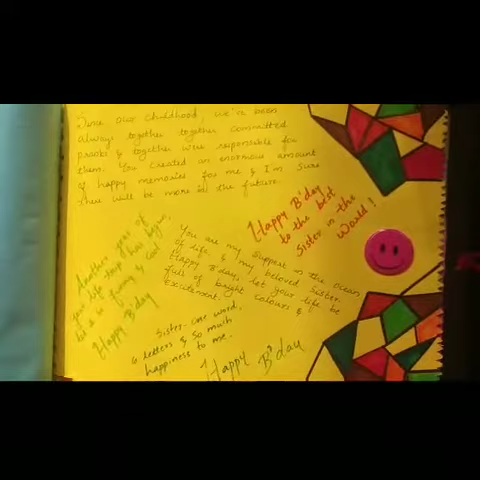 Since our childhood, we've been
always together together committed
pranks & together were responsible for
them. You created an enormous amount
of happy memories for me & I'm sure
there will be more in the future.
Happy B'day
to the best
Sister in the
World!
Another year of
your life trip has begun,
be it funny & cool
Happy B'day
You are my support in the ocean
of life & my beloved Sister.
Happy B'day, let your life be
full of bright colours &
Excitement.
Sister- one word,
6 letters & so much
happiness to me.
Happy B'day